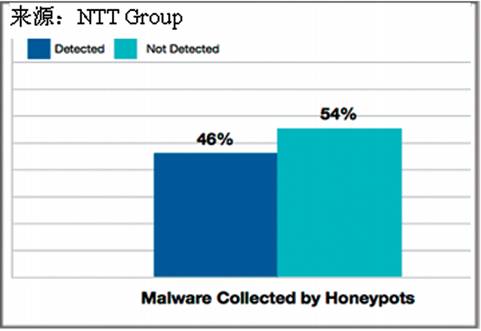 来源：NTT Group
Detected Not Detected
54%
46%
Malware Collected by Honeypots